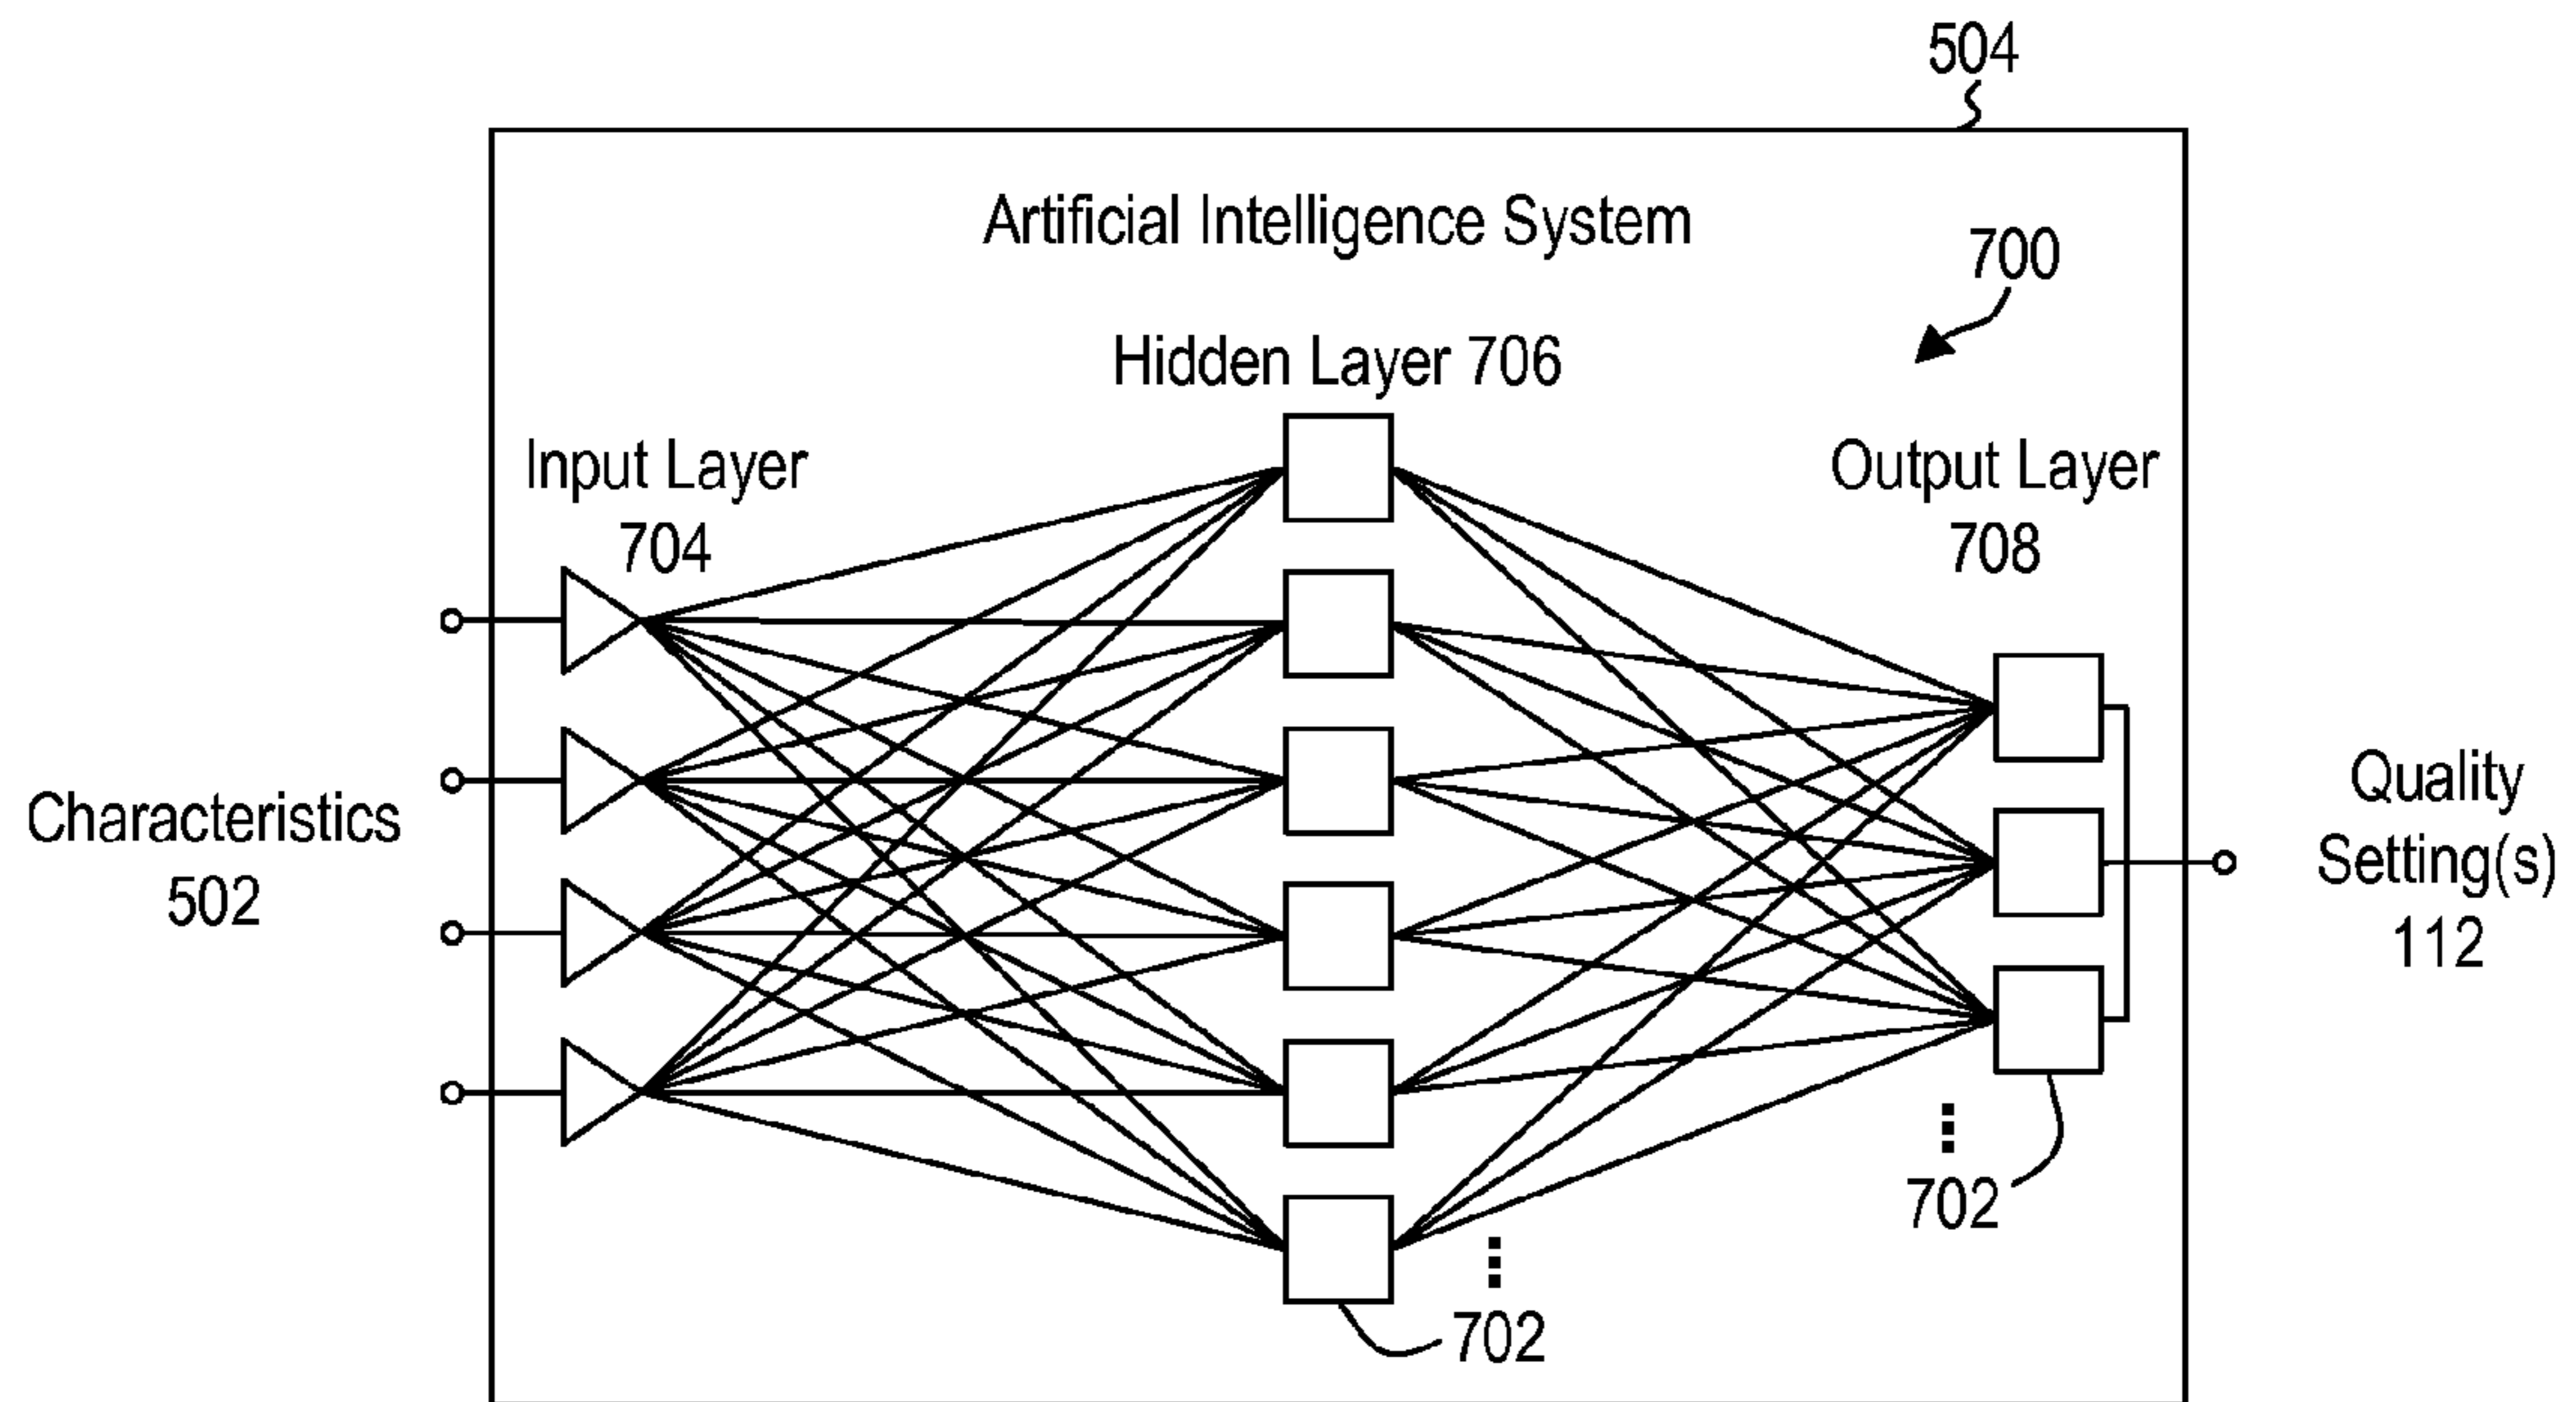 504
Artificial Intelligence System
700
Hidden Layer 706
Input Layer
704
Output Layer
708
Characteristics
502
Quality
Setting(s)
112
702
702